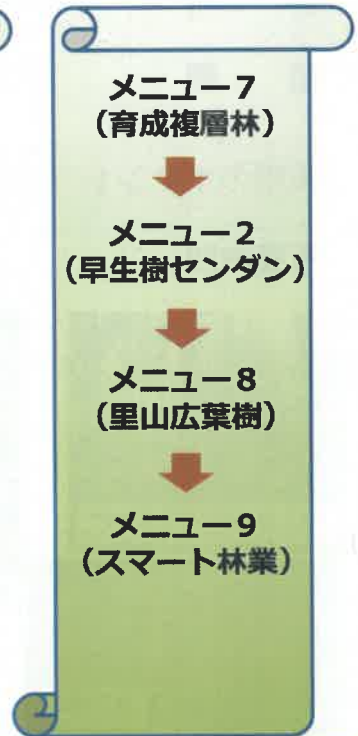 メニュー7
（育成複層林）
メニュー2
（早生樹センダン）
メニュー8
（里山広葉樹）
メニュー9
（スマート林業）